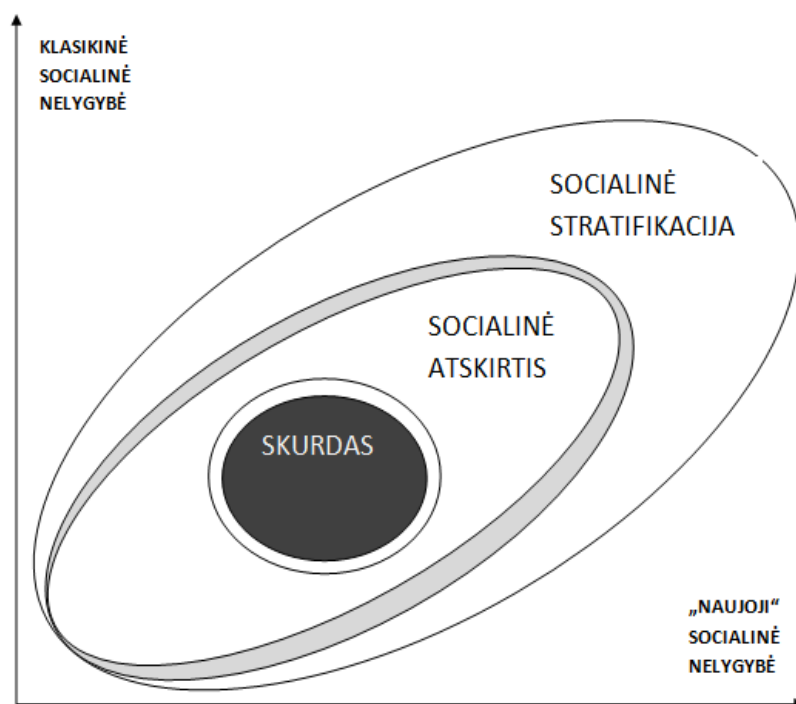 KLASIKINĖ
SOCIALINĖ
NELYGYBĖ
SOCIALINĖ
STRATIFIKACIJA
SOCIALINĖ
ATSKIRTIS
SKURDAS
„NAUJOJI“
SOCIALINĖ
NELYGYBĖ